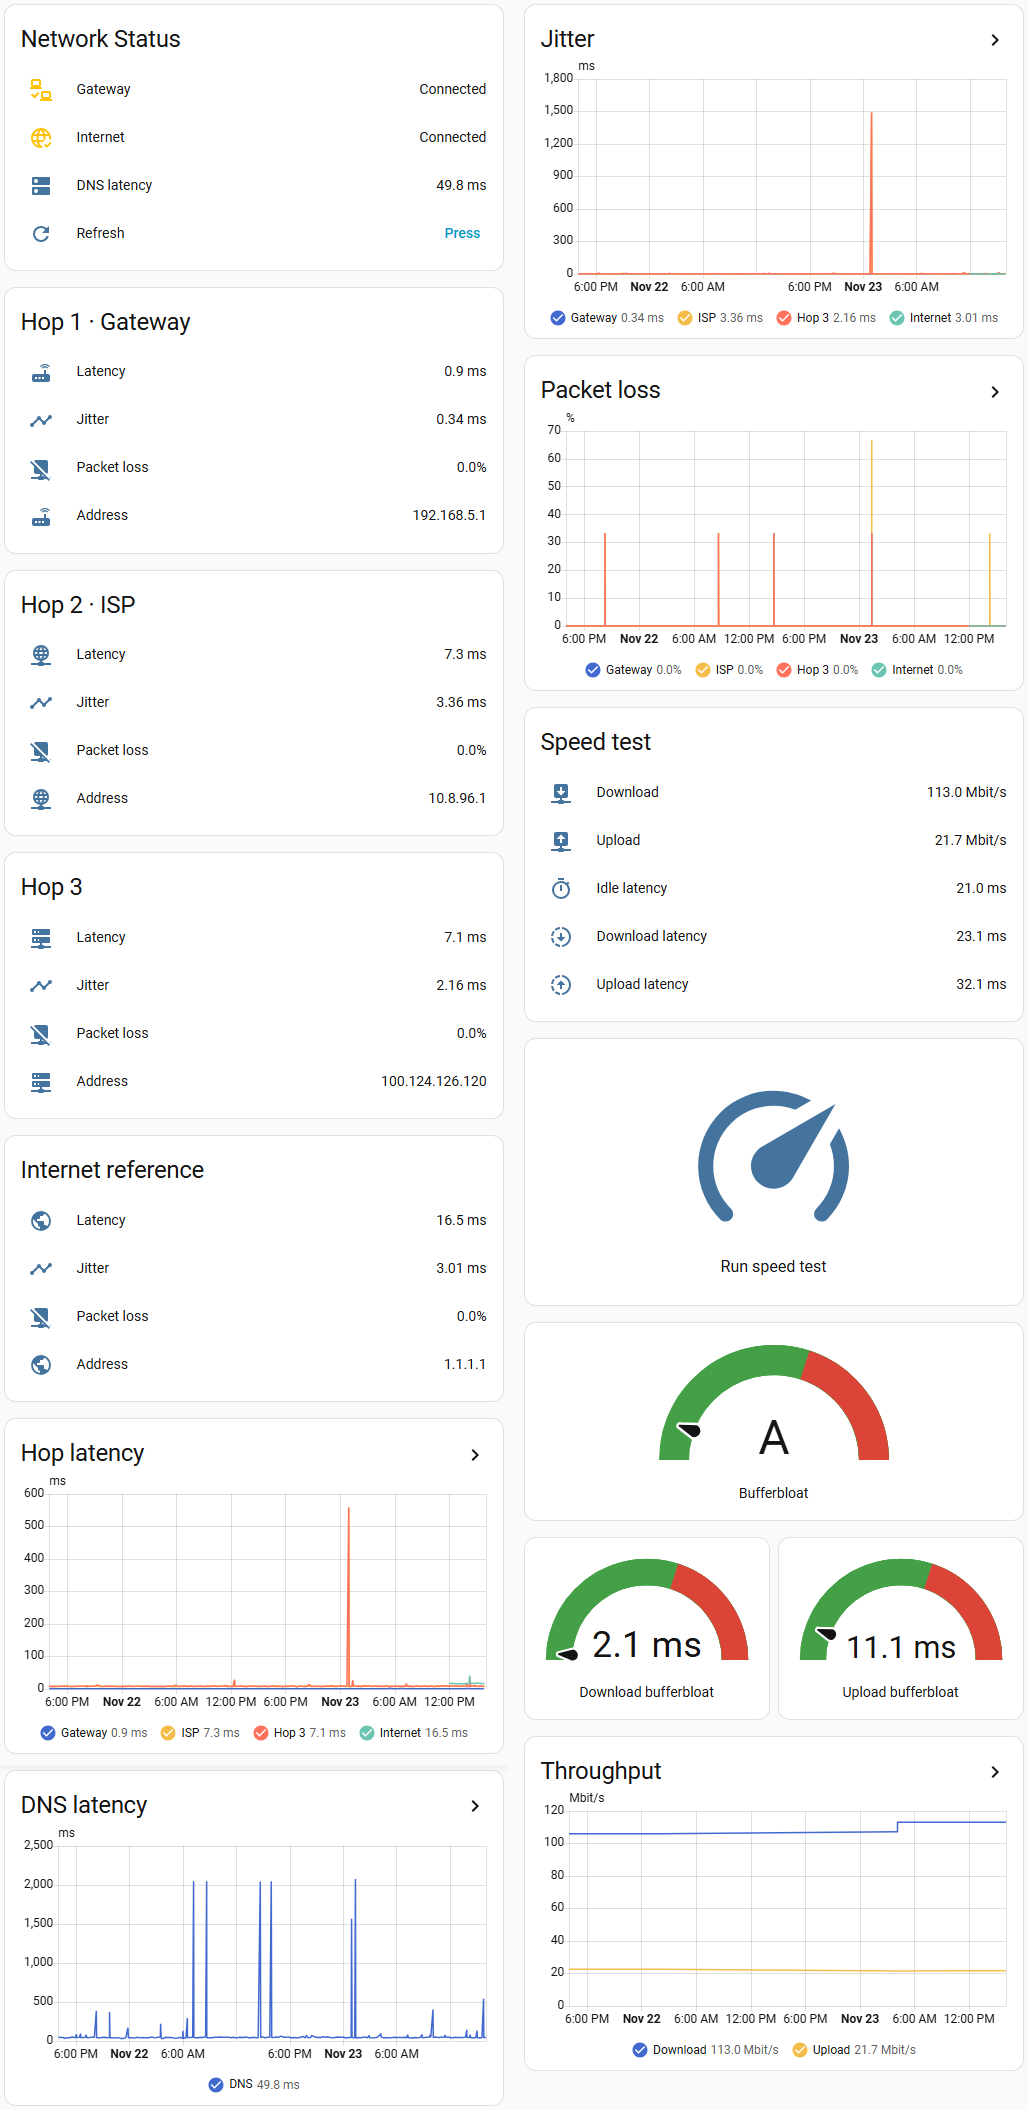 Network Status
Gateway Connected
Internet Connected
DNS latency 49.8 ms
Refresh Press
Hop 1 · Gateway
Latency 0.9 ms
Jitter 0.34 ms
Packet loss 0.0%
Address 192.168.5.1
Hop 2 · ISP
Latency 7.3 ms
Jitter 3.36 ms
Packet loss 0.0%
Address 10.8.96.1
Hop 3
Latency 7.1 ms
Jitter 2.16 ms
Packet loss 0.0%
Address 100.124.126.120
Internet reference
Latency 16.5 ms
Jitter 3.01 ms
Packet loss 0.0%
Address 1.1.1.1
Hop latency
ms
600
500
400
300
200
100
0
6:00 PM Nov 22 6:00 AM 12:00 PM 6:00 PM Nov 23 6:00 AM 12:00 PM
Gateway 0.9 ms ISP 7.3 ms Hop 3 7.1 ms Internet 16.5 ms
DNS latency
ms
2,500
2,000
1,500
1,000
500
0
6:00 PM Nov 22 6:00 AM 6:00 PM Nov 23 6:00 AM
DNS 49.8 ms
Jitter
ms
1,800
1,500
1,200
900
600
300
0
6:00 PM Nov 22 6:00 AM 6:00 PM Nov 23 6:00 AM
Gateway 0.34 ms ISP 3.36 ms Hop 3 2.16 ms Internet 3.01 ms
Packet loss
%
70
60
50
40
30
20
10
0
6:00 PM Nov 22 6:00 AM 12:00 PM 6:00 PM Nov 23 6:00 AM 12:00 PM
Gateway 0.0% ISP 0.0% Hop 3 0.0% Internet 0.0%
Speed test
Download 113.0 Mbit/s
Upload 21.7 Mbit/s
Idle latency 21.0 ms
Download latency 23.1 ms
Upload latency 32.1 ms
Run speed test
A
Bufferbloat
2.1 ms
Download bufferbloat
11.1 ms
Upload bufferbloat
Throughput
Mbit/s
120
100
80
60
40
20
0
6:00 PM Nov 22 6:00 AM 12:00 PM 6:00 PM Nov 23 6:00 AM 12:00 PM
Download 113.0 Mbit/s Upload 21.7 Mbit/s